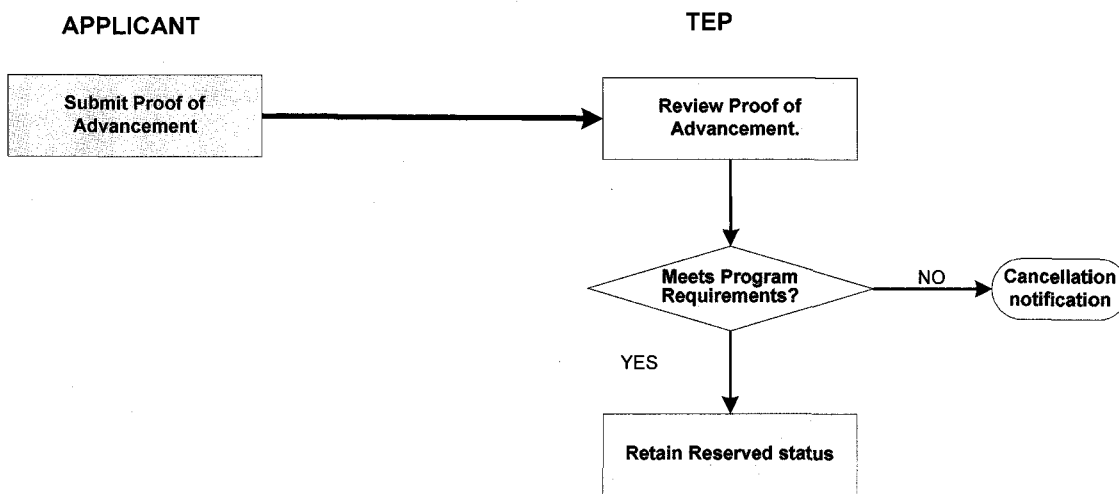 APPLICANT
TEP
Submit Proof of
Advancement
Review Proof of
Advancement.
Meets Program
Requirements?
NO
Cancellation
notification
YES
Retain Reserved status